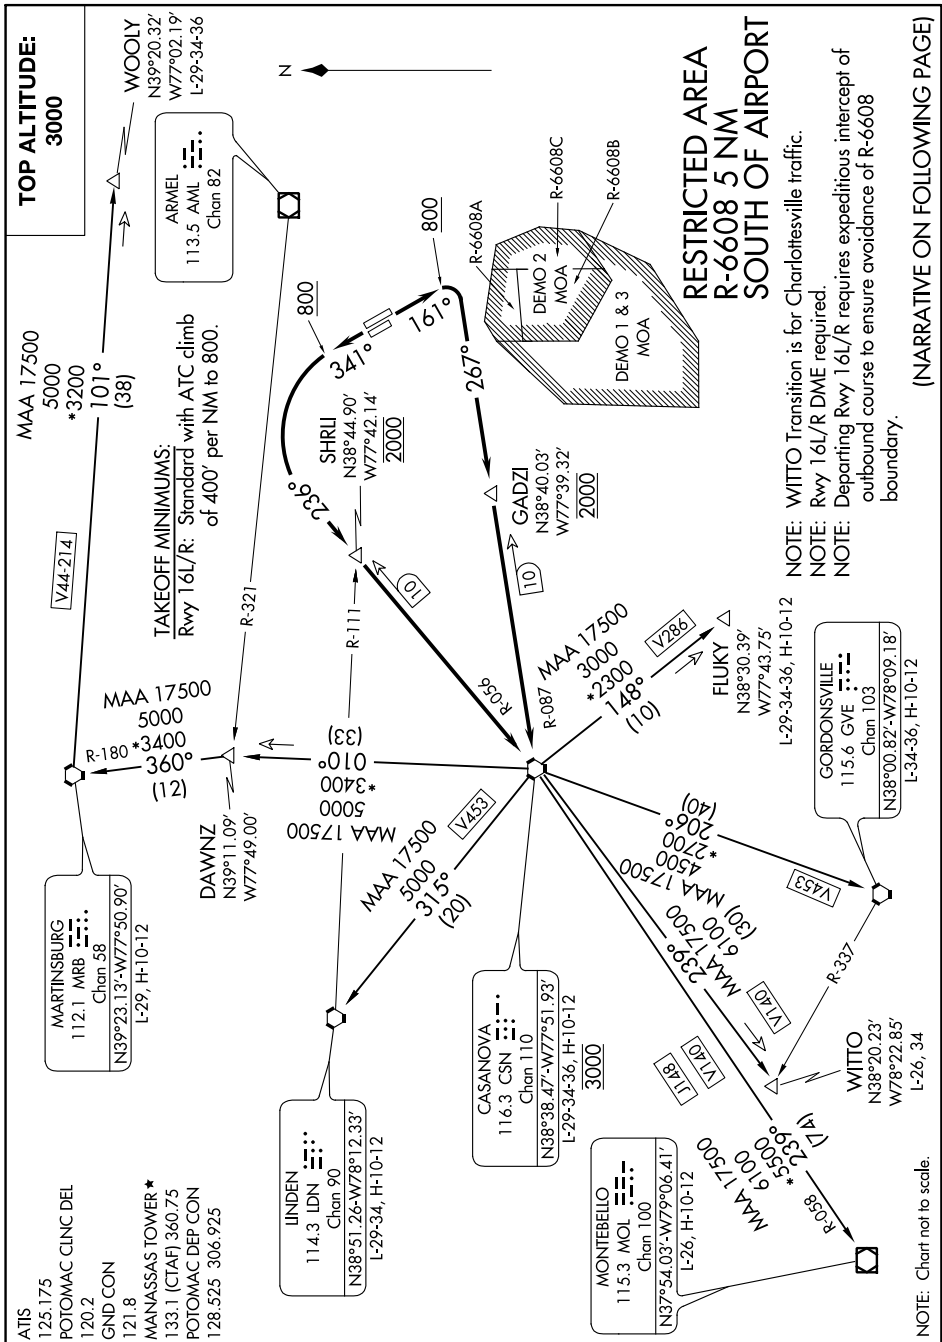 TOP ALTITUDE:
3000
WOOLY
N39°20.32'
W77°02.19'
L-29-34-36
N
ARMEL
113.5 AML
Chan 82
MAA 17500
5000
*3200
101°
(38)
V44-214
TAKEOFF MINIMUMS:
Rwy 16L/R: Standard with ATC climb
of 400' per NM to 800.
800
800
341°
161°
236°
267°
SHRLI
N38°44.90'
W77°42.14'
2000
GADZI
N38°40.03'
W77°39.32'
2000
10
10
R-6608A
R-6608C
R-6608B
DEMO 2
MOA
DEMO 1 & 3
MOA
RESTRICTED AREA
R-6608 5 NM
SOUTH OF AIRPORT
NOTE: WITTO Transition is for Charlottesville traffic.
NOTE: Rwy 16L/R DME required.
NOTE: Departing Rwy 16L/R requires expeditious intercept of
outbound course to ensure avoidance of R-6608
boundary.
(NARRATIVE ON FOLLOWING PAGE)
R-321
R-111
R-056
R-087
MAA 17500
5000
*3400
360°
(12)
R-180
MARTINSBURG
112.1 MRB
Chan 58
N39°23.13'-W77°50.90'
L-29, H-10-12
DAWNZ
N39°11.09'
W77°49.00'
MAA 17500
5000
*3400
010°
(33)
MAA 17500
5000
315°
(20)
V453
LINDEN
114.3 LDN
Chan 90
N38°51.26-W78°12.33'
L-29-34, H-10-12
MAA 17500
3000
*2300
148°
(10)
V286
FLUKY
N38°30.39'
W77°43.75'
L-29-34-36, H-10-12
CASANOVA
116.3 CSN
Chan 110
N38°38.47'-W77°51.93'
L-29-34-36, H-10-12
3000
GORDONSVILLE
115.6 GVE
Chan 103
N38°00.82'-W78°09.18'
L-34-36, H-10-12
MAA 17500
4500
*2700
206°
(40)
V453
R-337
239°
MAA 17500
6100
(30)
V140
WITTO
N38°20.23'
W78°22.85'
L-26, 34
J148
V140
MAA 17500
6100
*5500
239°
(74)
R-058
MONTEBELLO
115.3 MOL
Chan 100
N37°54.03'-W79°06.41'
L-26, H-10-12
ATIS
125.175
POTOMAC CLNC DEL
120.2
GND CON
121.8
MANASSAS TOWER★
133.1 (CTAF) 360.75
POTOMAC DEP CON
128.525 306.925
NOTE: Chart not to scale.